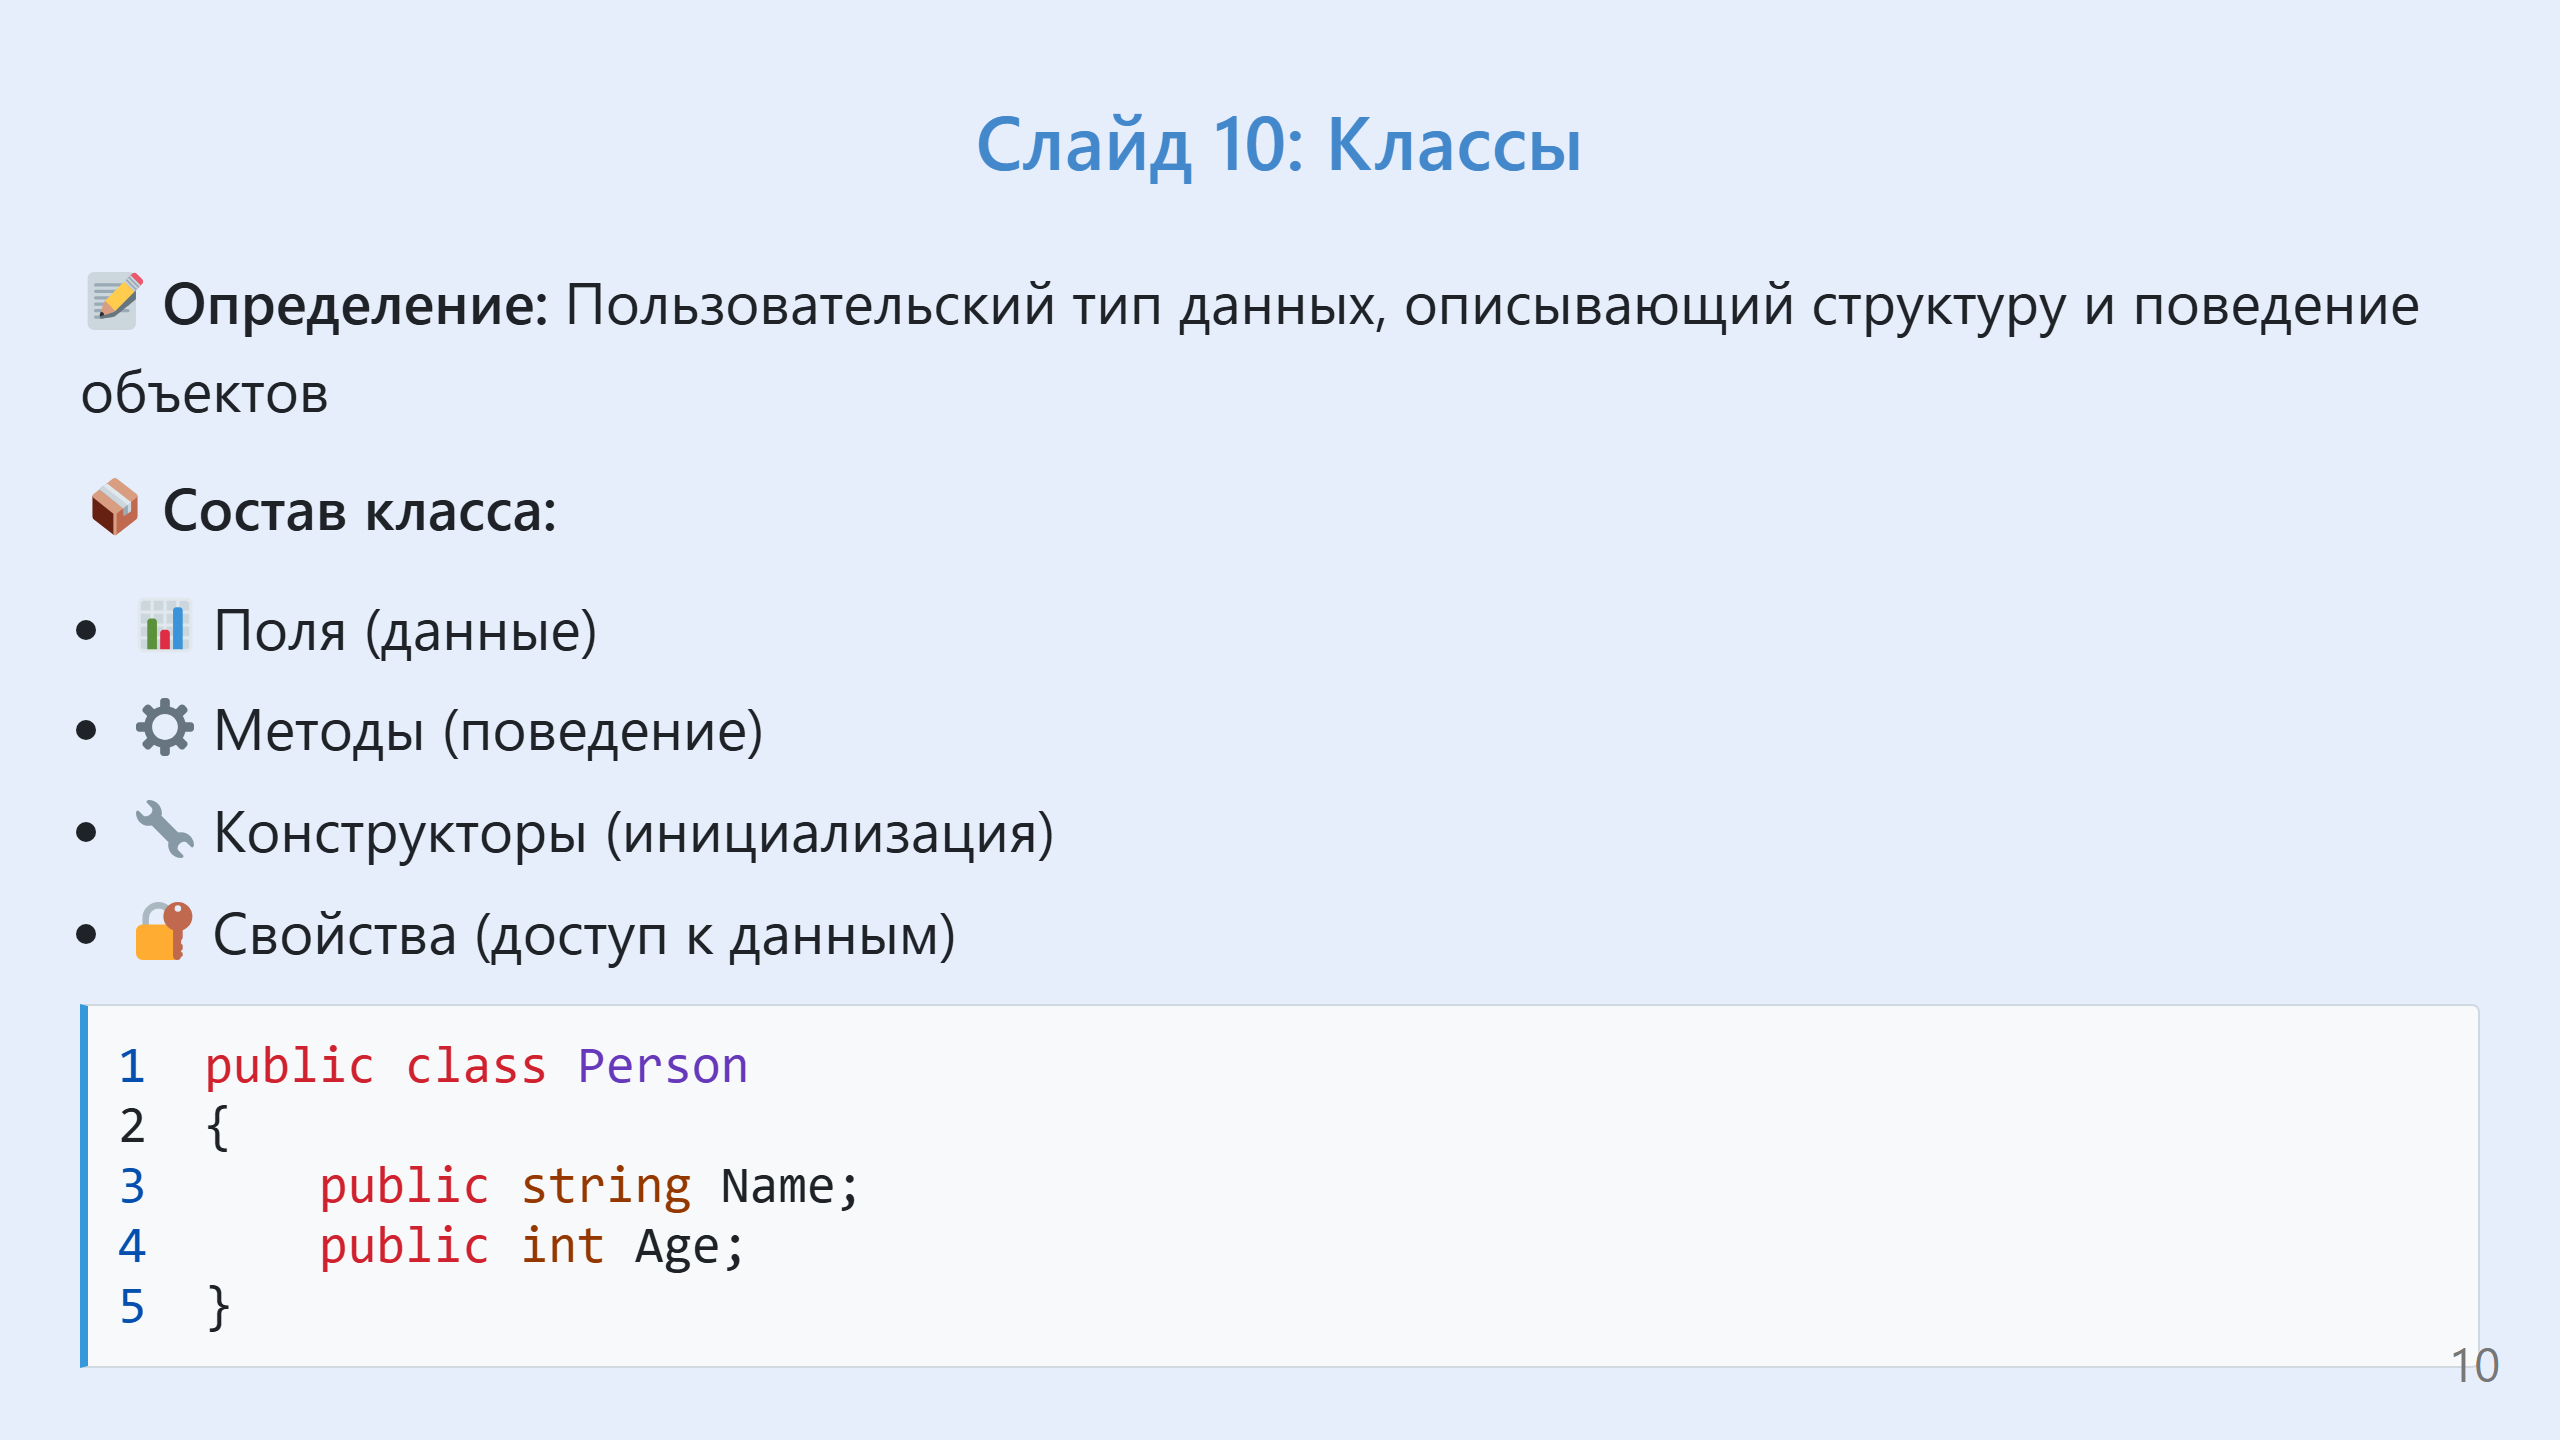 Слайд 10: Классы
📝 Определение: Пользовательский тип данных, описывающий структуру и поведение
объектов
📦 Состав класса:
• 📊 Поля (данные)
• ⚙️ Методы (поведение)
• 🔧 Конструкторы (инициализация)
• 🔐 Свойства (доступ к данным)
1  public class Person
2  {
3      public string Name;
4      public int Age;
5  }
10